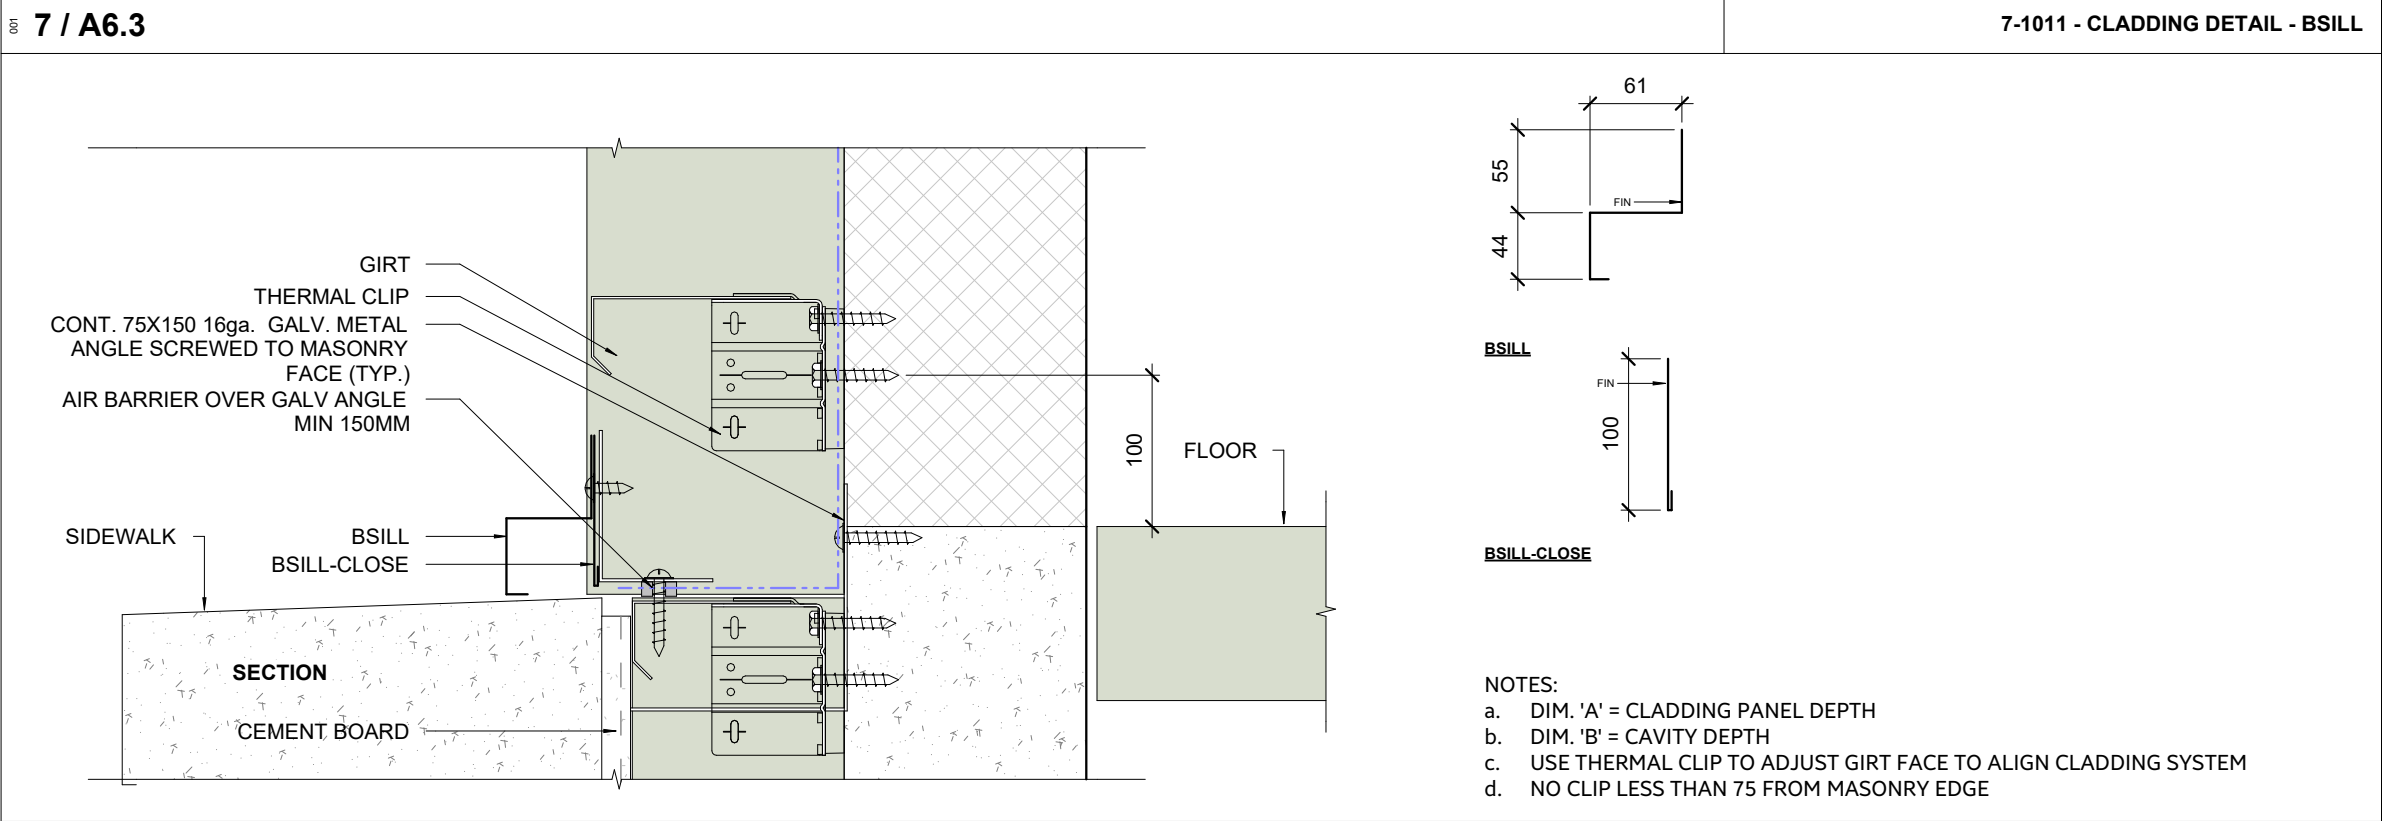 001
7 / A6.3
7-1011 - CLADDING DETAIL - BSILL
GIRT
THERMAL CLIP
CONT. 75X150 16ga. GALV. METAL
ANGLE SCREWED TO MASONRY
FACE (TYP.)
AIR BARRIER OVER GALV ANGLE
MIN 150MM
SIDEWALK
BSILL
BSILL-CLOSE
SECTION
CEMENT BOARD
100
FLOOR
61
55
FIN
44
BSILL
FIN
100
BSILL-CLOSE
NOTES:
a. DIM. 'A' = CLADDING PANEL DEPTH
b. DIM. 'B' = CAVITY DEPTH
c. USE THERMAL CLIP TO ADJUST GIRT FACE TO ALIGN CLADDING SYSTEM
d. NO CLIP LESS THAN 75 FROM MASONRY EDGE